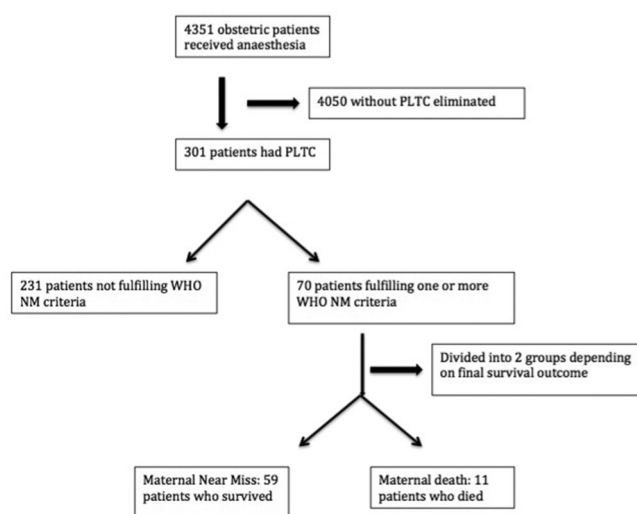 4351 obstetric patients
received anaesthesia
4050 without PLTC eliminated
301 patients had PLTC
231 patients not fulfilling WHO
NM criteria
70 patients fulfilling one or more
WHO NM criteria
Divided into 2 groups depending
on final survival outcome
Maternal Near Miss: 59
patients who survived
Maternal death: 11
patients who died